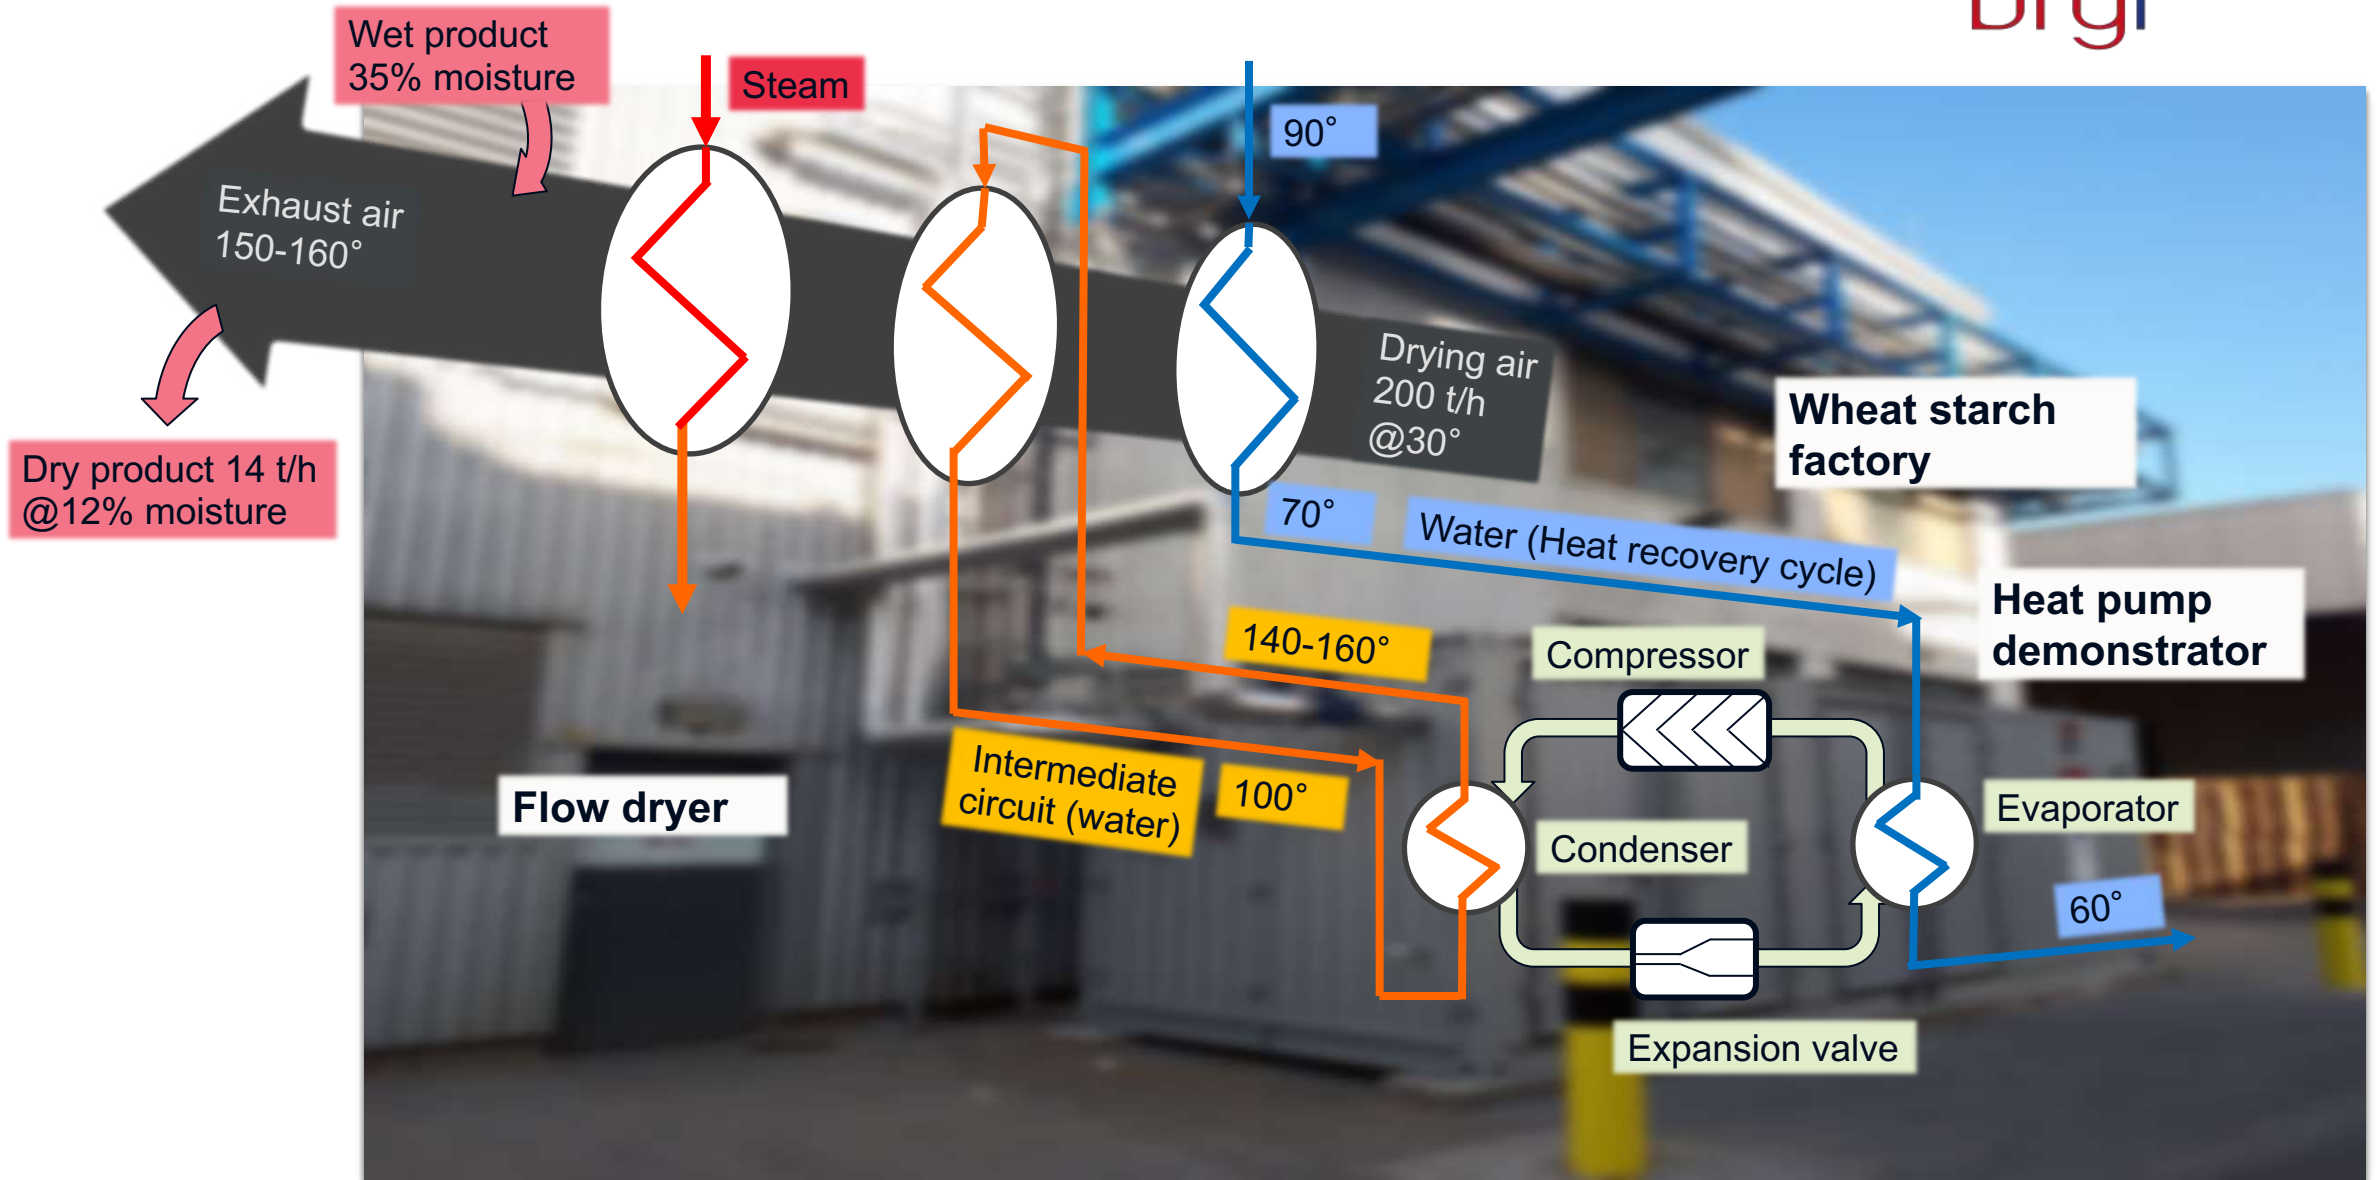 Wet product
35% moisture
Steam
90°
Exhaust air
150-160°
Drying air
200 t/h
@30°
Wheat starch
factory
Dry product 14 t/h
@12% moisture
70°
Water (Heat recovery cycle)
Heat pump
demonstrator
140-160°
Compressor
Intermediate
circuit (water)
100°
Flow dryer
Condenser
Evaporator
60°
Expansion valve